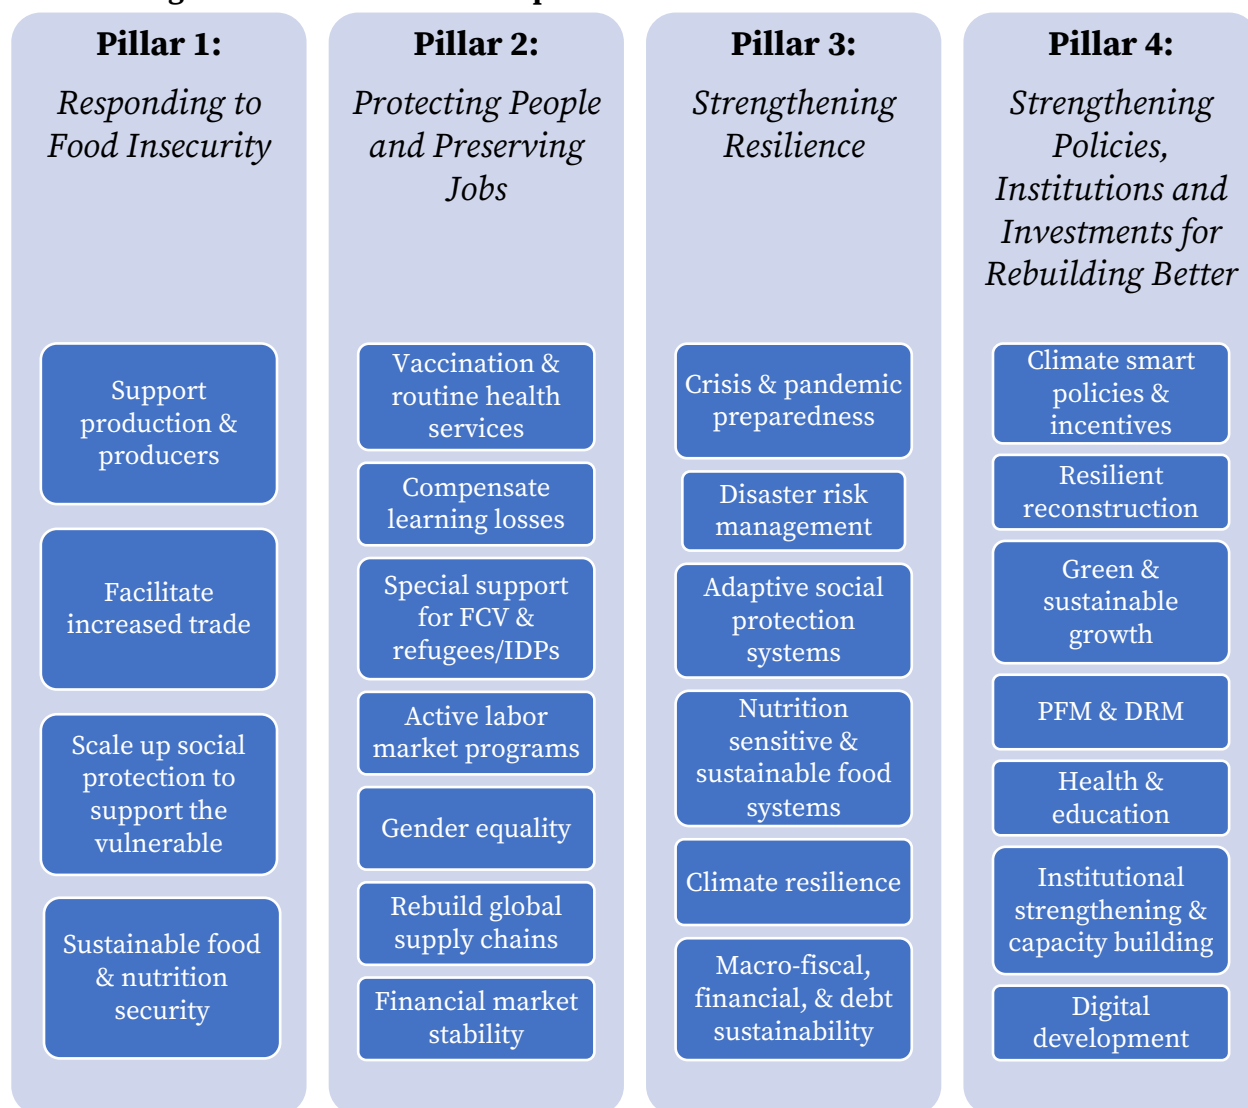 Pillar 1:
Responding to
Food Insecurity
Support
production &
producers
Facilitate
increased trade
Scale up social
protection to
support the
vulnerable
Sustainable food
& nutrition
security
Pillar 2:
Protecting People
and Preserving
Jobs
Vaccination &
routine health
services
Compensate
learning losses
Special support
for FCV &
refugees/IDPs
Active labor
market programs
Gender equality
Rebuild global
supply chains
Financial market
stability
Pillar 3:
Strengthening
Resilience
Crisis & pandemic
preparedness
Disaster risk
management
Adaptive social
protection
systems
Nutrition
sensitive &
sustainable food
systems
Climate resilience
Macro-fiscal,
financial, & debt
sustainability
Pillar 4:
Strengthening
Policies,
Institutions and
Investments for
Rebuilding Better
Climate smart
policies &
incentives
Resilient
reconstruction
Green &
sustainable
growth
PFM & DRM
Health &
education
Institutional
strengthening &
capacity building
Digital
development